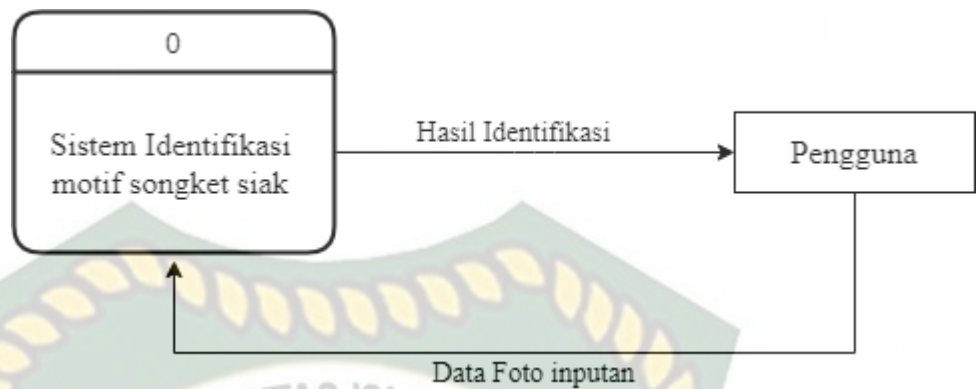 0
Sistem Identifikasi
motif songket siak
Hasil Identifikasi
Pengguna
Data Foto inputan